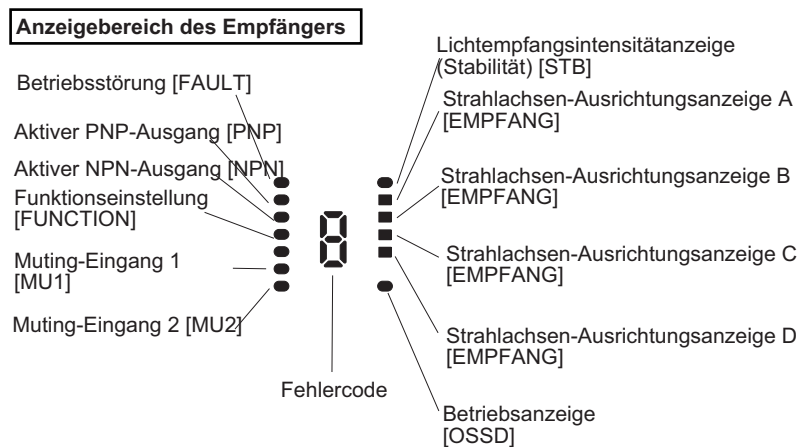 Anzeigebereich des Empfängers
Betriebsstörung [FAULT]
Aktiver PNP-Ausgang [PNP]
Aktiver NPN-Ausgang [NPN]
Funktionseinstellung
[FUNCTION]
Muting-Eingang 1
[MU1]
Muting-Eingang 2 [MU2]
8
Fehlercode
Lichtempfangsintensitätanzeige
(Stabilität) [STB]
Strahlachsen-Ausrichtungsanzeige A
[EMPFANG]
Strahlachsen-Ausrichtungsanzeige B
[EMPFANG]
Strahlachsen-Ausrichtungsanzeige C
[EMPFANG]
Strahlachsen-Ausrichtungsanzeige D
[EMPFANG]
Betriebsanzeige
[OSSD]